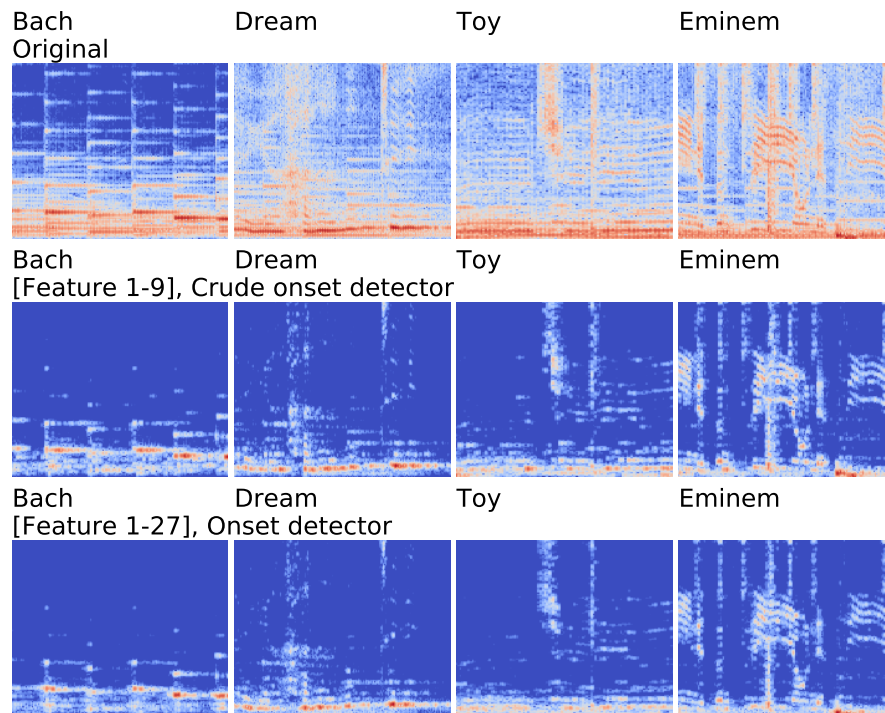 Bach Dream Toy Eminem
Original
Bach Dream Toy Eminem
[Feature 1-9], Crude onset detector
Bach Dream Toy Eminem
[Feature 1-27], Onset detector